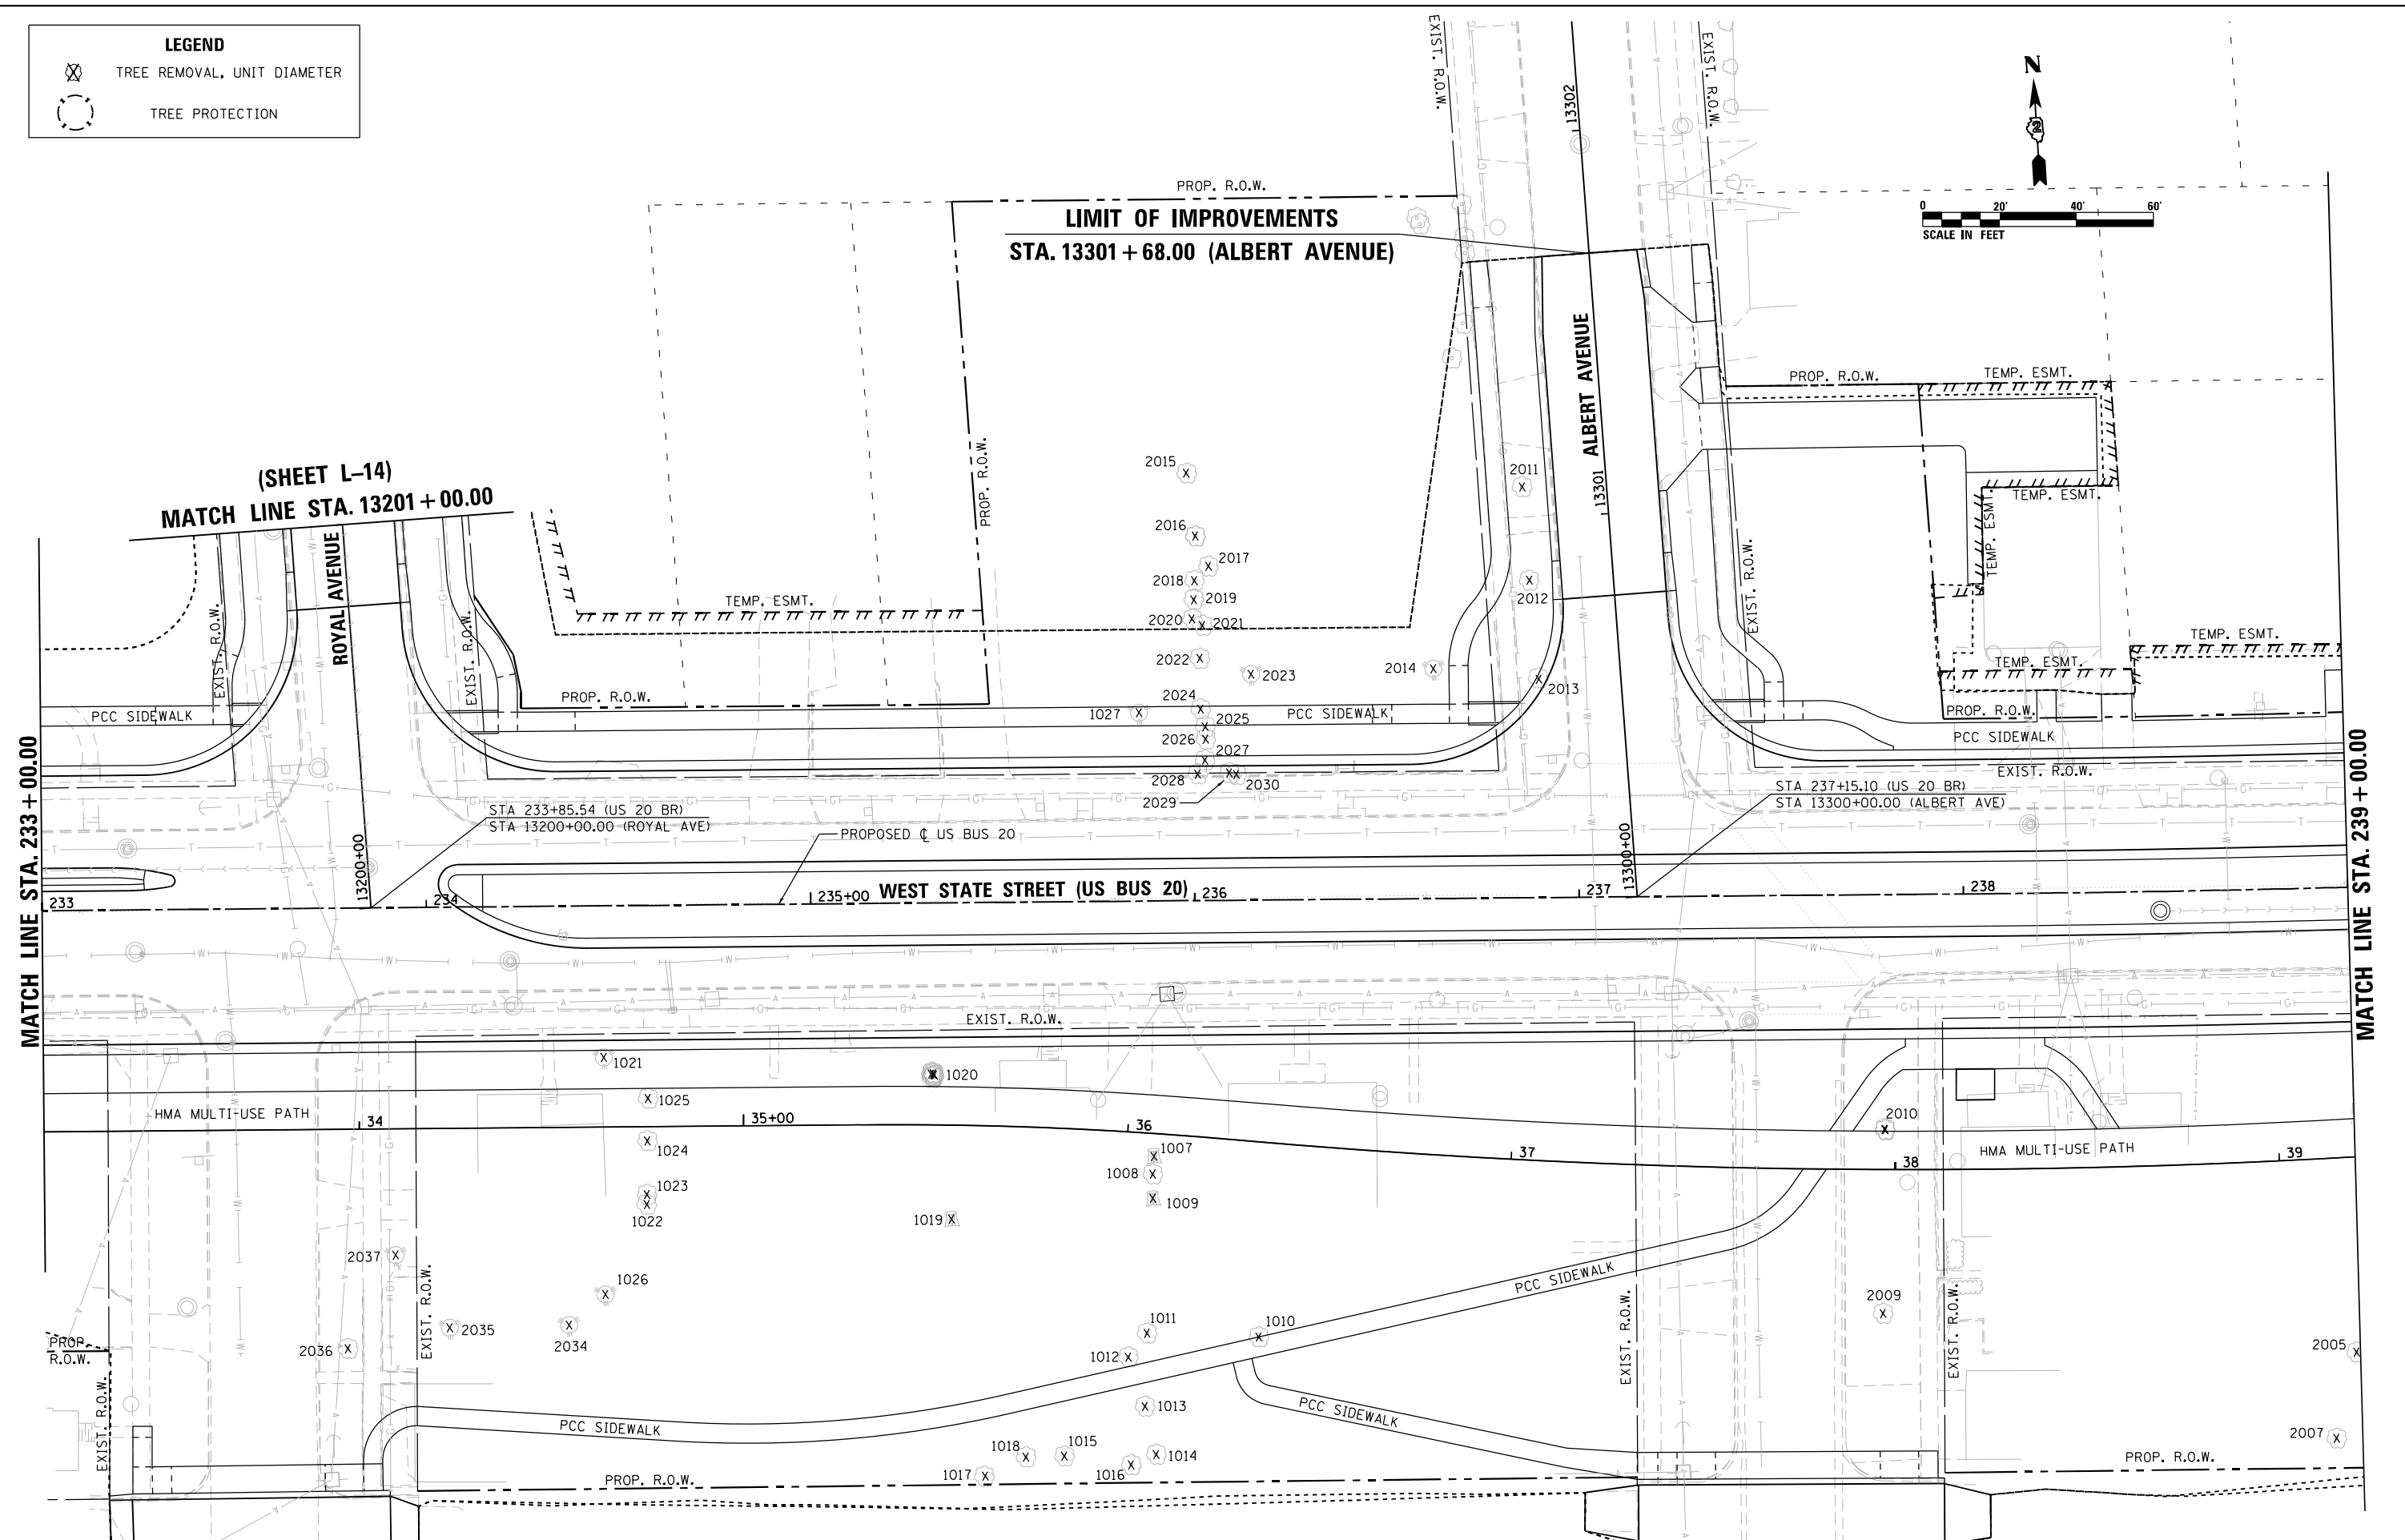 LEGEND
TREE REMOVAL, UNIT DIAMETER
TREE PROTECTION
EXIST. R.O.W.
13302
EXIST. R.O.W.
N
0 20' 40' 60'
SCALE IN FEET
PROP. R.O.W.
LIMIT OF IMPROVEMENTS
STA. 13301+68.00 (ALBERT AVENUE)
ALBERT AVENUE
13301
PROP. R.O.W.
TEMP. ESMT.
TEMP. ESMT.
TEMP. ESMT.
TEMP. ESMT.
TEMP. ESMT.
PROP. R.O.W.
PCC SIDEWALK
EXIST. R.O.W.
EXIST. R.O.W.
(SHEET L-14)
MATCH LINE STA. 13201+00.00
ROYAL AVENUE
EXIST. R.O.W.
EXIST. R.O.W.
PCC SIDEWALK
TEMP. ESMT.
PROP. R.O.W.
PROP. R.O.W.
2015
2016
2017
2018
2019
2020
2021
2022
2023
2024
1027
2025
2026
2027
2028
2029
2030
2011
2012
2013
2014
PCC SIDEWALK
STA 233+85.54 (US 20 BR)
STA 13200+00.00 (ROYAL AVE)
PROPOSED ℄ US BUS 20
STA 237+15.10 (US 20 BR)
STA 13300+00.00 (ALBERT AVE)
13200+00
13300+00
MATCH LINE STA. 233+00.00
MATCH LINE STA. 239+00.00
233
234
235+00
WEST STATE STREET (US BUS 20)
236
237
238
EXIST. R.O.W.
1021
1020
1025
HMA MULTI-USE PATH
34
35+00
36
37
38
39
2010
HMA MULTI-USE PATH
1024
1007
1008
1009
1023
1022
1019
2037
1026
2035
2034
2036
EXIST. R.O.W.
PROP.
R.O.W.
EXIST. R.O.W.
PCC SIDEWALK
1011
1010
1012
1013
PCC SIDEWALK
PCC SIDEWALK
1018
1015
1014
1017
1016
PROP. R.O.W.
EXIST. R.O.W.
2009
EXIST. R.O.W.
2005
2007
PROP. R.O.W.